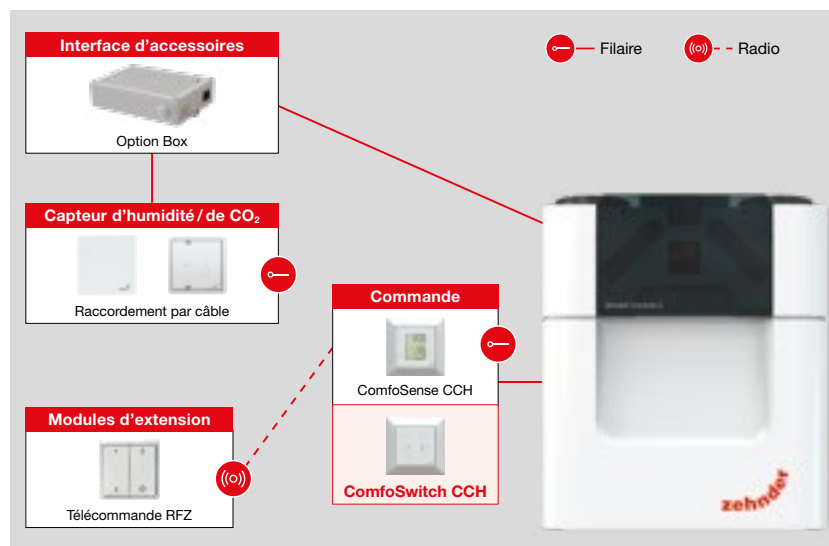 Interface d'accessoires
Option Box
Filaire
Radio
Capteur d'humidité / de CO₂
Raccordement par câble
Commande
ComfoSense CCH
ComfoSwitch CCH
Modules d'extension
Télécommande RFZ
zehnder